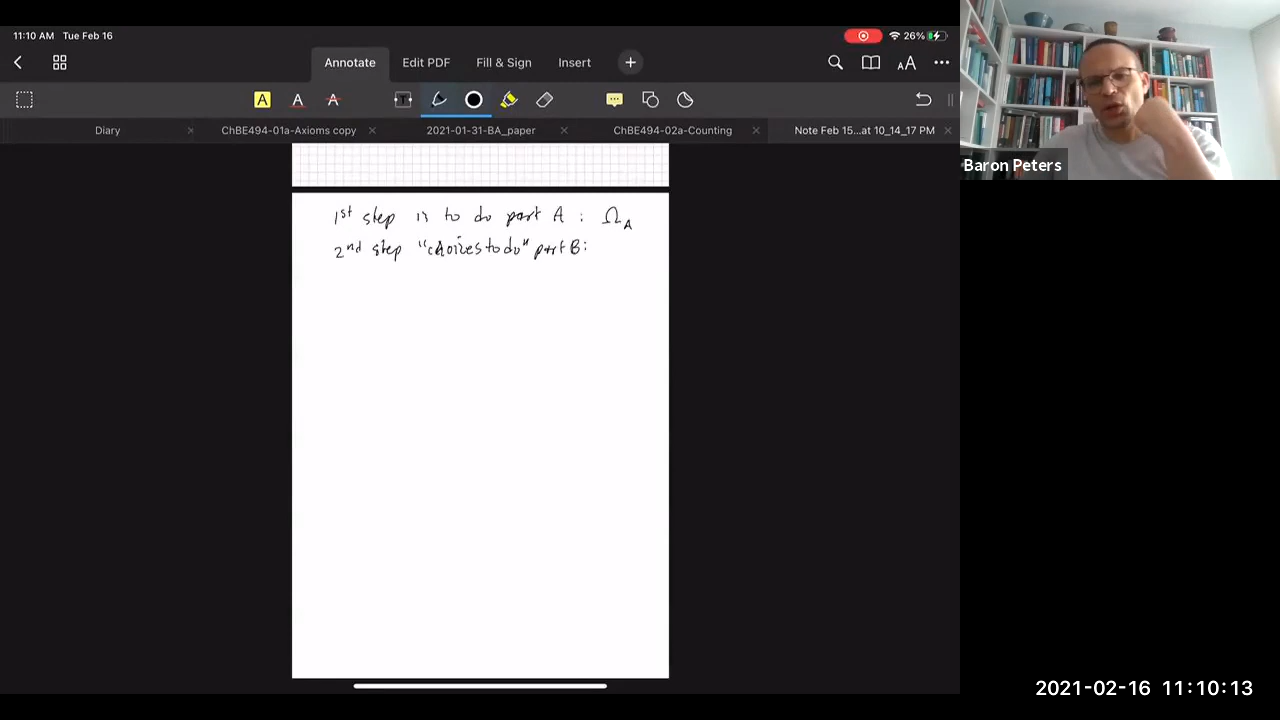 11:10 AM Tue Feb 16
26%
Annotate Edit PDF Fill & Sign Insert
AA
A A A T
Diary ChBE494-01a-Axioms copy 2021-01-31-BA_paper ChBE494-02a-Counting Note Feb 15...at 10_14_17 PM
Baron Peters
1st step is to do part A : Ω_A
2nd step "choices to do" part B:
2021-02-16 11:10:13